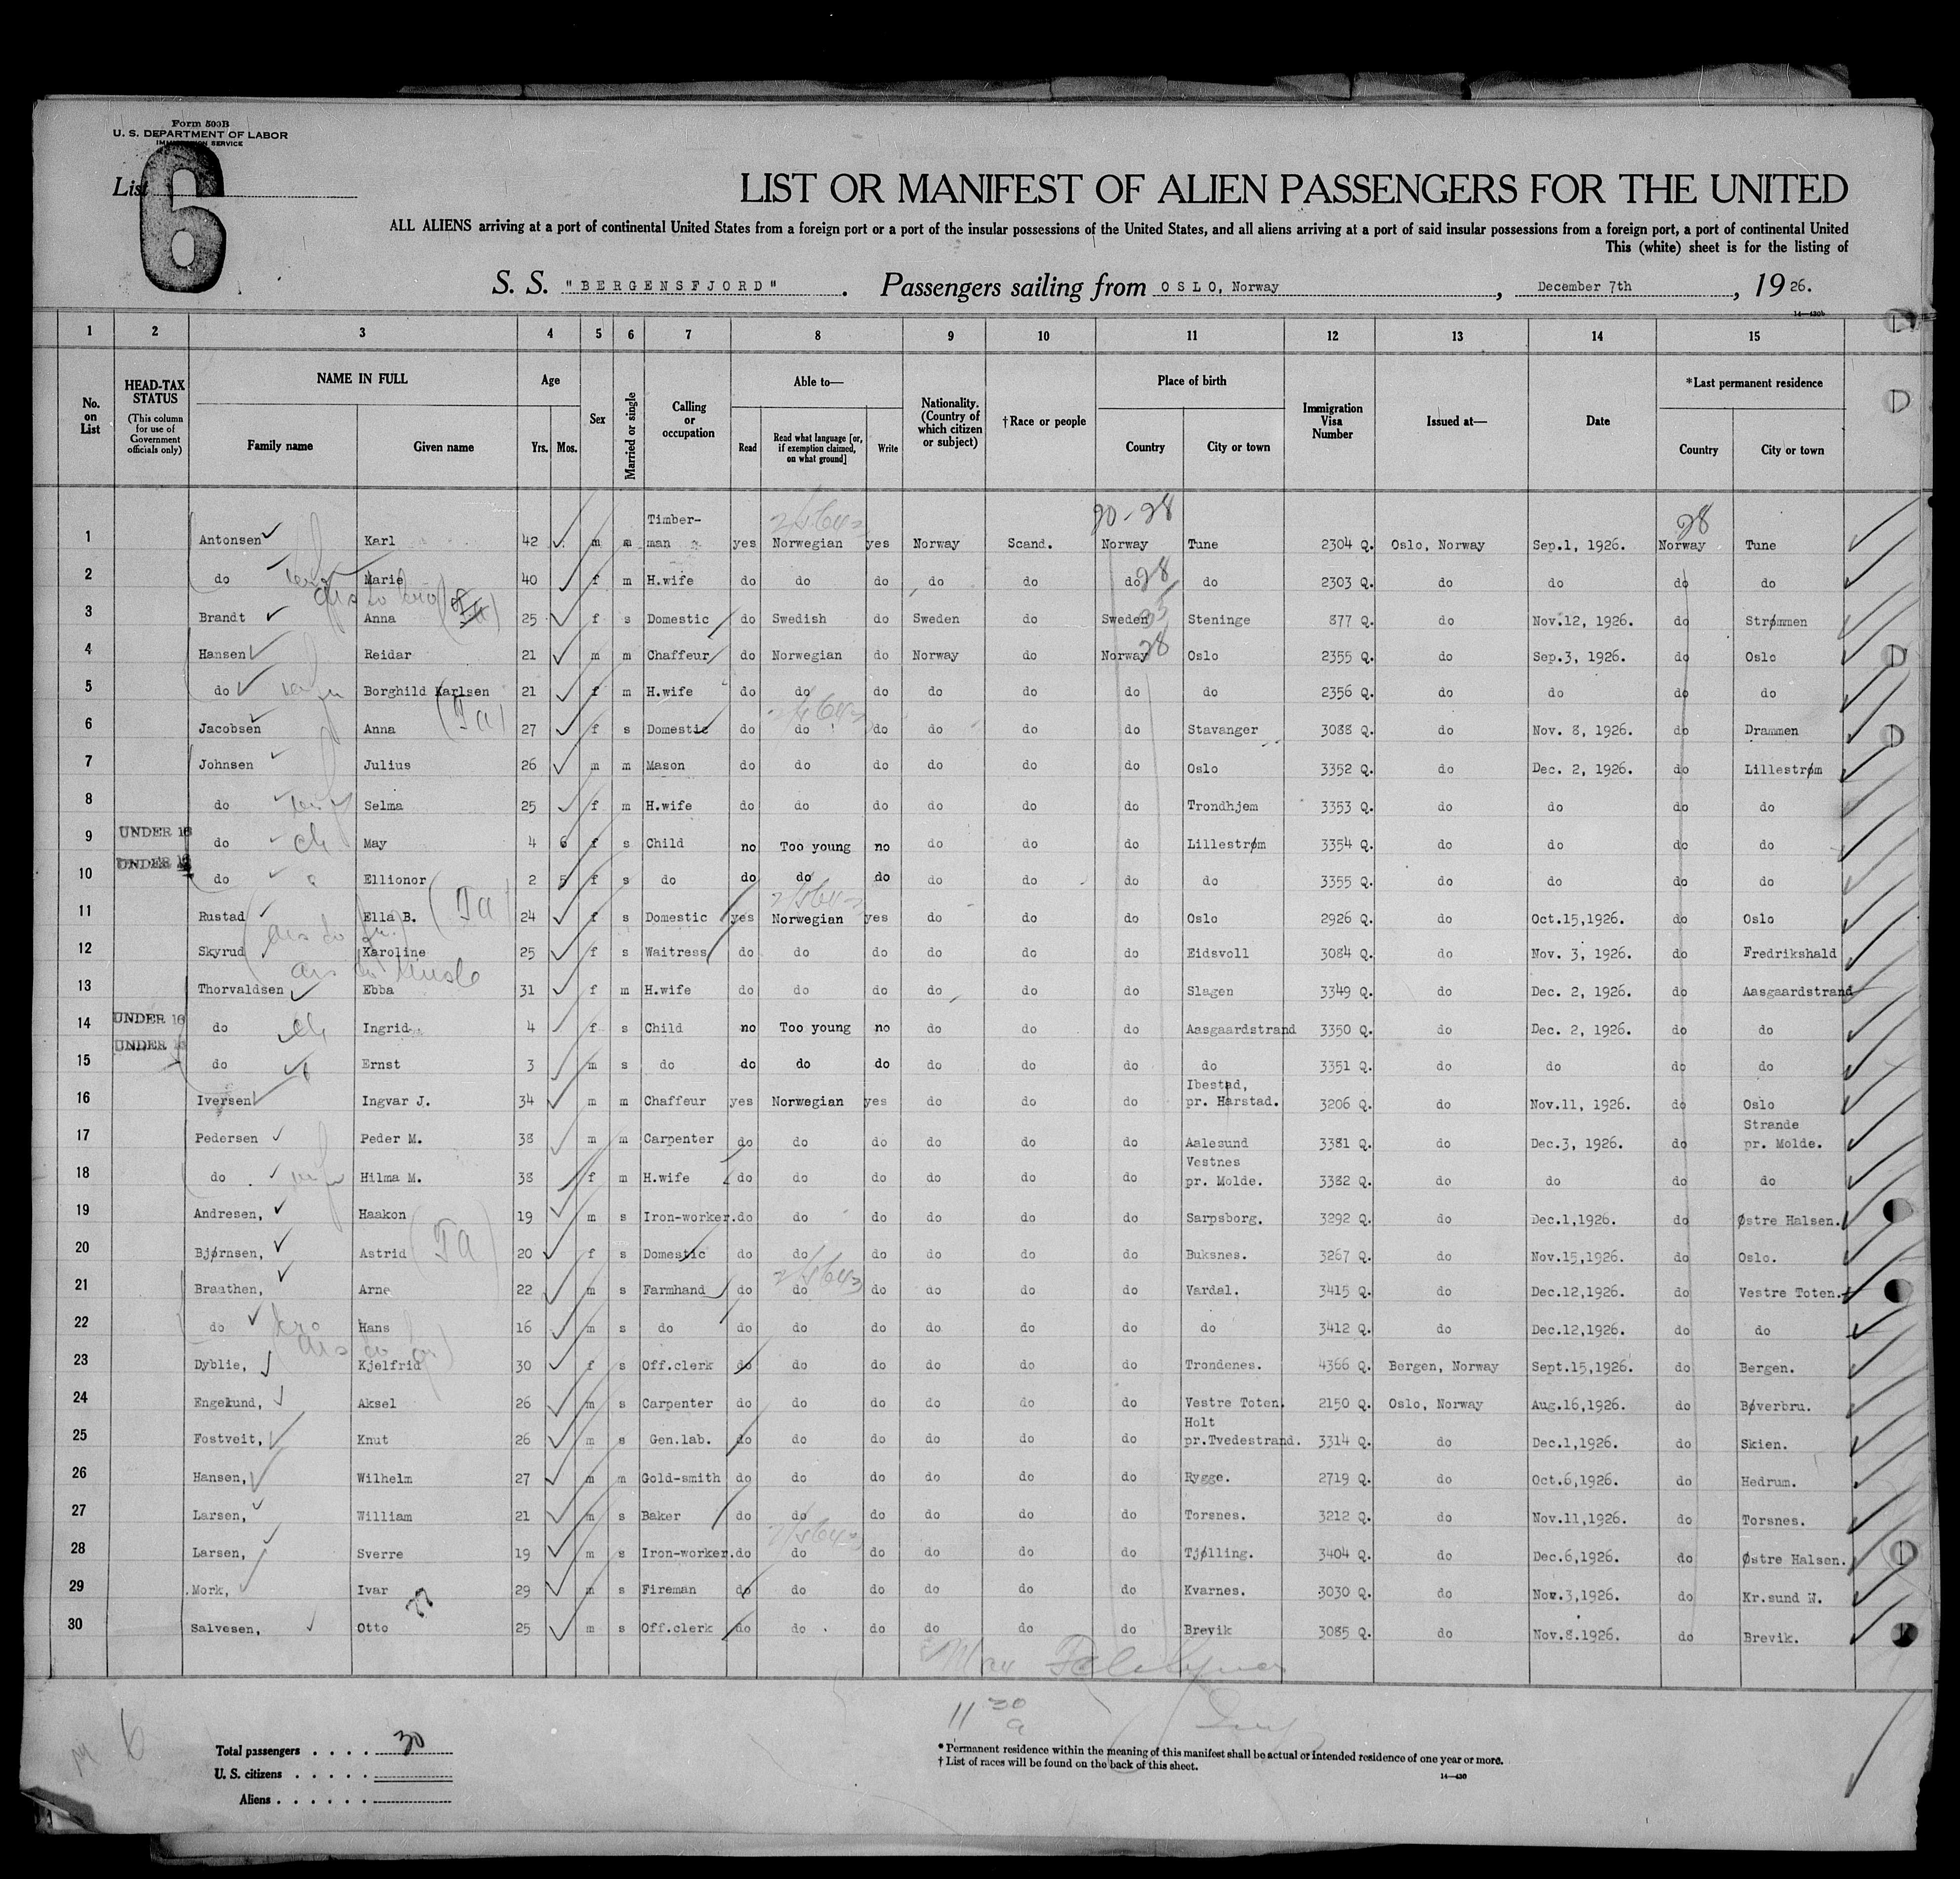 Form 500B
U. S. DEPARTMENT OF LABOR
IMMIGRATION SERVICE
List 6
LIST OR MANIFEST OF ALIEN PASSENGERS FOR THE UNITED
ALL ALIENS arriving at a port of continental United States from a foreign port or a port of the insular possessions of the United States, and all aliens arriving at a port of said insular possessions from a foreign port, a port of continental United
This (white) sheet is for the listing of
S. S. "BERGENSFJORD". Passengers sailing from OSLO, Norway, December 7th, 1926.
14—430b
1 2 3 4 5 6 7 8 9 10 11 12 13 14 15
No. on List
HEAD-TAX STATUS (This column for use of Government officials only)
NAME IN FULL Family name Given name
Age Yrs. Mos.
Sex
Married or single
Calling or occupation
Able to— Read Read what language [or, if exemption claimed, on what ground] Write
Nationality. (Country of which citizen or subject)
†Race or people
Place of birth Country City or town
Immigration Visa Number
Issued at—
Date
*Last permanent residence Country City or town
20-28 28
1 Antonsen Karl 42 m m Timber-man yes Norwegian yes Norway Scand. Norway Tune 2304 Q. Oslo, Norway Sep.1, 1926. Norway Tune
2 do Marie 40 f m H.wife do do do do do do 28 do 2303 Q. do do do do
3 Brandt Anna 25 f s Domestic do Swedish do Sweden do Sweden Steninge 877 Q. do Nov.12, 1926. do Strømmen
4 Hansen Reidar 21 m m Chaffeur do Norwegian do Norway do Norway 28 Oslo 2355 Q. do Sep.3, 1926. do Oslo
5 do Borghild Karlsen 21 f m H.wife do do do do do do do 2356 Q. do do do do
6 Jacobsen Anna (Ta) 27 f s Domestic do do do do do do Stavanger 3088 Q. do Nov. 8, 1926. do Drammen
7 Johnsen Julius 26 m m Mason do do do do do do Oslo 3352 Q. do Dec. 2, 1926. do Lillestrøm
8 do Selma 25 f m H.wife do do do do do do Trondhjem 3353 Q. do do do do
9 UNDER 16 do ch May 4 6 f s Child no Too young no do do do Lillestrøm 3354 Q. do do do do
10 UNDER 16 do Ellionor 2 5 f s do do do do do do do do 3355 Q. do do do do
11 Rustad Ella B. (Ta) 24 f s Domestic yes Norwegian yes do do do Oslo 2926 Q. do Oct.15,1926. do Oslo
12 Skyrud Karoline 25 f s Waitress do do do do do do Eidsvoll 3084 Q. do Nov. 3, 1926. do Fredrikshald
13 Thorvaldsen Ebba 31 f m H.wife do do do do do do Slagen 3349 Q. do Dec. 2, 1926. do Aasgaardstrand
14 UNDER 16 do ch Ingrid 4 f s Child no Too young no do do do Aasgaardstrand 3350 Q. do Dec. 2, 1926. do do
15 UNDER do Ernst 3 m s do do do do do do do do 3351 Q. do do do do
16 Iversen Ingvar J. 34 m m Chaffeur yes Norwegian yes do do do Ibestad, pr. Harstad. 3206 Q. do Nov.11, 1926. do Oslo
17 Pedersen Peder M. 38 m m Carpenter do do do do do do Aalesund 3381 Q. do Dec.3, 1926. do Strande pr. Molde.
18 do Hilma M. 38 f m H.wife do do do do do do Vestnes pr. Molde. 3382 Q. do do do do
19 Andresen, Haakon 19 m s Iron-worker. do do do do do do Sarpsborg. 3292 Q. do Dec.1,1926. do Østre Halsen.
20 Bjørnsen, Astrid (Ta) 20 f s Domestic do do do do do do Buksnes. 3267 Q. do Nov.15,1926. do Oslo.
21 Braathen, Arne 22 m s Farmhand do do do do do do Vardal. 3415 Q. do Dec.12,1926. do Vestre Toten.
22 do Hans 16 m s do do do do do do do do 3412 Q. do Dec.12,1926. do do
23 Dyblie, Kjelfrid 30 f s Off.clerk do do do do do do Trondenes. 4366 Q. Bergen, Norway Sept.15,1926. do Bergen.
24 Engelund, Aksel 26 m s Carpenter do do do do do do Vestre Toten. 2150 Q. Oslo, Norway Aug.16,1926. do Bøverbru.
25 Fostveit, Knut 26 m s Gen.lab. do do do do do do Holt pr.Tvedestrand. 3314 Q. do Dec.1,1926. do Skien.
26 Hansen, Wilhelm 27 m m Gold-smith do do do do do do Rygge. 2719 Q. do Oct.6,1926. do Hedrum.
27 Larsen, William 21 m s Baker do do do do do do Torsnes. 3212 Q. do Nov.11,1926. do Torsnes.
28 Larsen, Sverre 19 m s Iron-worker. do do do do do do Tjølling. 3404 Q. do Dec.6,1926. do Østre Halsen.
29 Mork, Ivar 29 m s Fireman do do do do do do Kvarnes. 3030 Q. do Nov.3,1926. do Kr.sund N.
30 Salvesen, Otto 25 m s Off.clerk do do do do do do Brevik 3085 Q. do Nov.8.1926. do Brevik.
11 30 a
Total passengers . . . . 30
U. S. citizens . . . . .
Aliens . . . . . .
* Permanent residence within the meaning of this manifest shall be actual or intended residence of one year or more.
† List of races will be found on the back of this sheet.
14—430